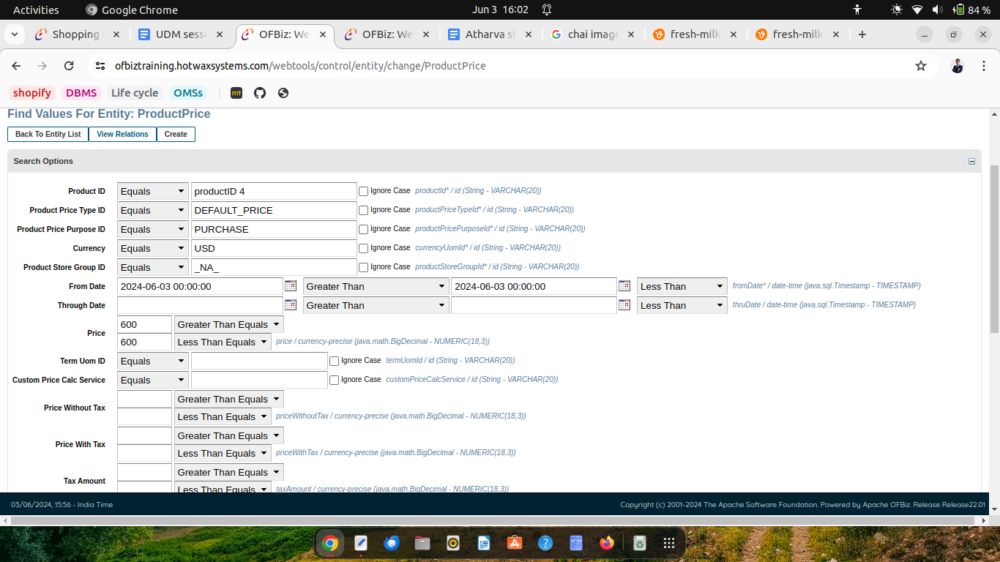 Activities Google Chrome Jun 3 16:02 84 %
Shopping UDM sessi OFBiz: We OFBiz: We Atharva sh chai image fresh-milk fresh-milk
ofbiztraining.hotwaxsystems.com/webtools/control/entity/change/ProductPrice
shopify DBMS Life cycle OMSs mt
Find Values For Entity: ProductPrice
Back To Entity List View Relations Create
Search Options
Product ID Equals productID 4 Ignore Case productId* / id (String - VARCHAR(20))
Product Price Type ID Equals DEFAULT_PRICE Ignore Case productPriceTypeId* / id (String - VARCHAR(20))
Product Price Purpose ID Equals PURCHASE Ignore Case productPricePurposeId* / id (String - VARCHAR(20))
Currency Equals USD Ignore Case currencyUomId* / id (String - VARCHAR(20))
Product Store Group ID Equals _NA_ Ignore Case productStoreGroupId* / id (String - VARCHAR(20))
From Date 2024-06-03 00:00:00 Greater Than 2024-06-03 00:00:00 Less Than fromDate* / date-time (java.sql.Timestamp - TIMESTAMP)
Through Date Greater Than Less Than thruDate / date-time (java.sql.Timestamp - TIMESTAMP)
600 Greater Than Equals
Price
600 Less Than Equals price / currency-precise (java.math.BigDecimal - NUMERIC(18,3))
Term Uom ID Equals Ignore Case termUomId / id (String - VARCHAR(20))
Custom Price Calc Service Equals Ignore Case customPriceCalcService / id (String - VARCHAR(20))
Greater Than Equals
Price Without Tax
Less Than Equals priceWithoutTax / currency-precise (java.math.BigDecimal - NUMERIC(18,3))
Greater Than Equals
Price With Tax
Less Than Equals priceWithTax / currency-precise (java.math.BigDecimal - NUMERIC(18,3))
Greater Than Equals
Tax Amount
Less Than Equals taxAmount / currency-precise (java.math.BigDecimal - NUMERIC(18,3))
03/06/2024, 15:56 - India Time Copyright (c) 2001-2024 The Apache Software Foundation. Powered by Apache OFBiz. Release Release22.01